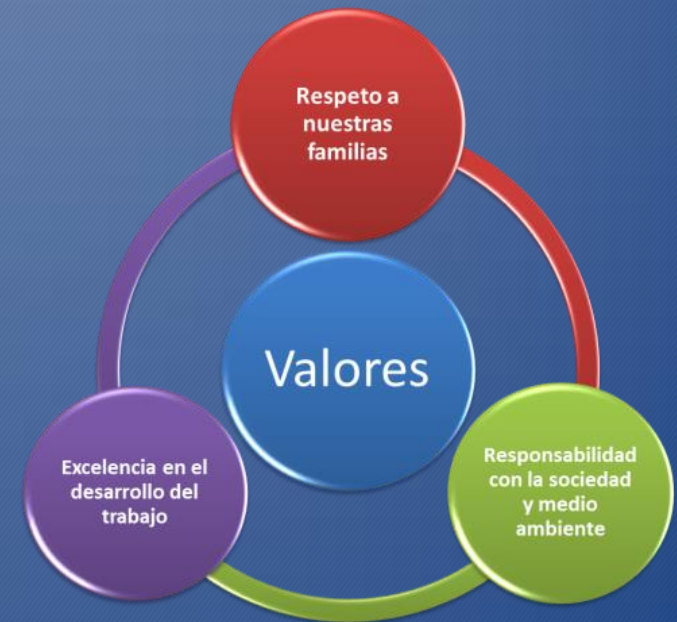 Respeto a
nuestras
familias
Valores
Excelencia en el
desarrollo del
trabajo
Responsabilidad
con la sociedad
y medio
ambiente